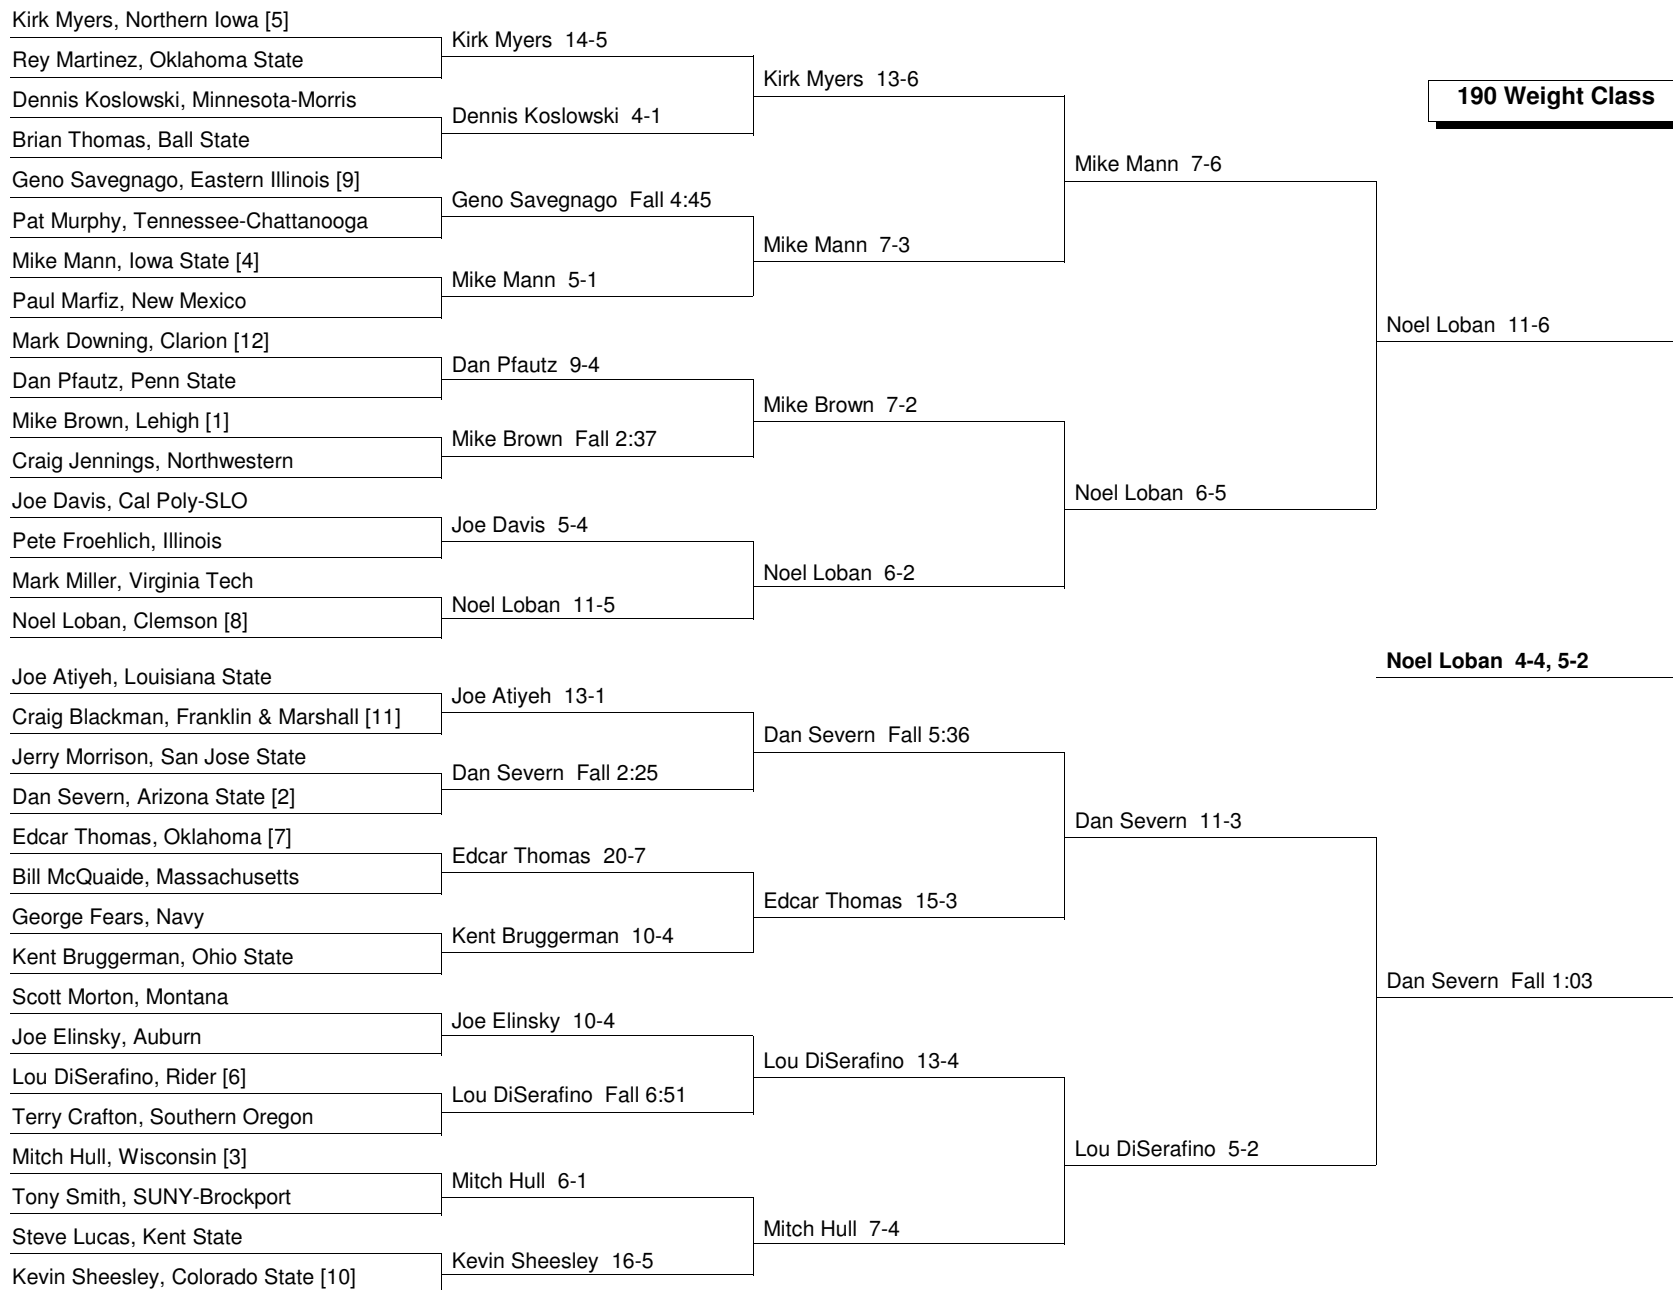 Kirk Myers, Northern Iowa [5]
Rey Martinez, Oklahoma State
Dennis Koslowski, Minnesota-Morris
Brian Thomas, Ball State
Geno Savegnago, Eastern Illinois [9]
Pat Murphy, Tennessee-Chattanooga
Mike Mann, Iowa State [4]
Paul Marfiz, New Mexico
Mark Downing, Clarion [12]
Dan Pfautz, Penn State
Mike Brown, Lehigh [1]
Craig Jennings, Northwestern
Joe Davis, Cal Poly-SLO
Pete Froehlich, Illinois
Mark Miller, Virginia Tech
Noel Loban, Clemson [8]
Joe Atiyeh, Louisiana State
Craig Blackman, Franklin & Marshall [11]
Jerry Morrison, San Jose State
Dan Severn, Arizona State [2]
Edcar Thomas, Oklahoma [7]
Bill McQuaide, Massachusetts
George Fears, Navy
Kent Bruggerman, Ohio State
Scott Morton, Montana
Joe Elinsky, Auburn
Lou DiSerafino, Rider [6]
Terry Crafton, Southern Oregon
Mitch Hull, Wisconsin [3]
Tony Smith, SUNY-Brockport
Steve Lucas, Kent State
Kevin Sheesley, Colorado State [10]
Kirk Myers 14-5
Dennis Koslowski 4-1
Geno Savegnago Fall 4:45
Mike Mann 5-1
Dan Pfautz 9-4
Mike Brown Fall 2:37
Joe Davis 5-4
Noel Loban 11-5
Joe Atiyeh 13-1
Dan Severn Fall 2:25
Edcar Thomas 20-7
Kent Bruggerman 10-4
Joe Elinsky 10-4
Lou DiSerafino Fall 6:51
Mitch Hull 6-1
Kevin Sheesley 16-5
Kirk Myers 13-6
Mike Mann 7-3
Mike Brown 7-2
Noel Loban 6-2
Dan Severn Fall 5:36
Edcar Thomas 15-3
Lou DiSerafino 13-4
Mitch Hull 7-4
Mike Mann 7-6
Noel Loban 6-5
Dan Severn 11-3
Lou DiSerafino 5-2
190 Weight Class
Noel Loban 11-6
Noel Loban 4-4, 5-2
Dan Severn Fall 1:03